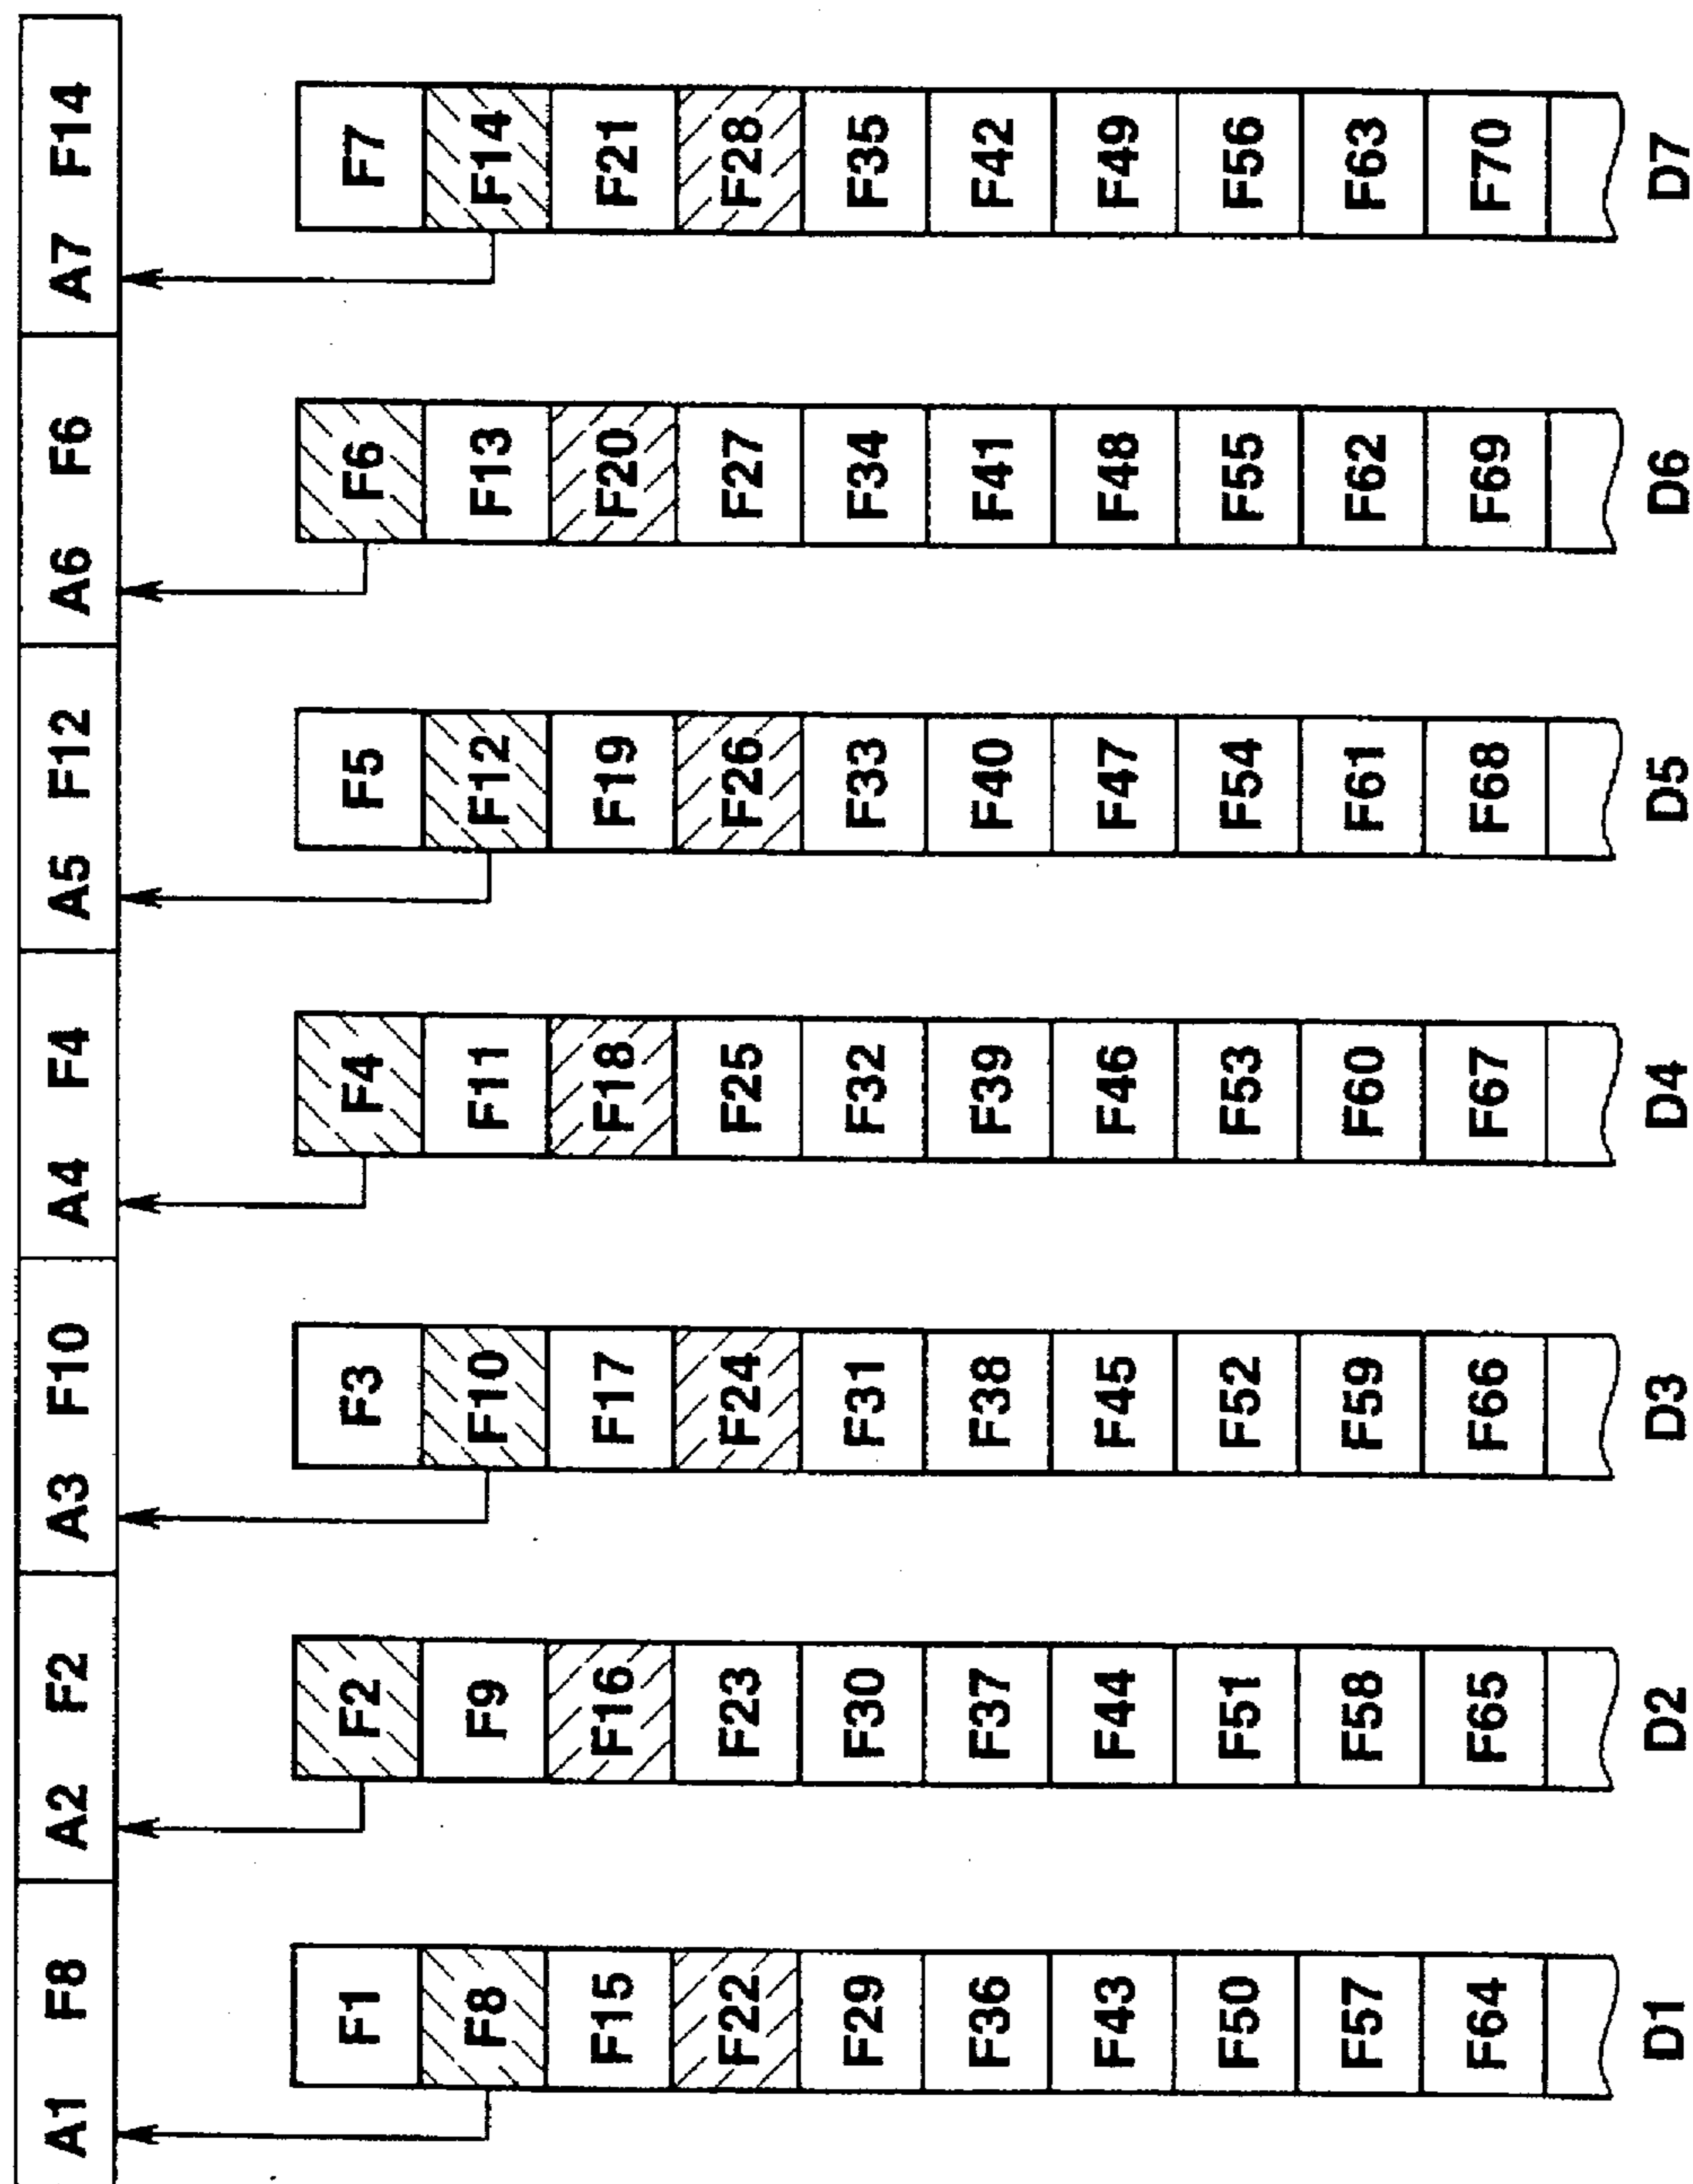 A1 F8 A2 F2 A3 F10 A4 F4 A5 F12 A6 F6 A7 F14
F1 F2 F3 F4 F5 F6 F7
F8 F9 F10 F11 F12 F13 F14
F15 F16 F17 F18 F19 F20 F21
F22 F23 F24 F25 F26 F27 F28
F29 F30 F31 F32 F33 F34 F35
F36 F37 F38 F39 F40 F41 F42
F43 F44 F45 F46 F47 F48 F49
F50 F51 F52 F53 F54 F55 F56
F57 F58 F59 F60 F61 F62 F63
F64 F65 F66 F67 F68 F69 F70
D1 D2 D3 D4 D5 D6 D7